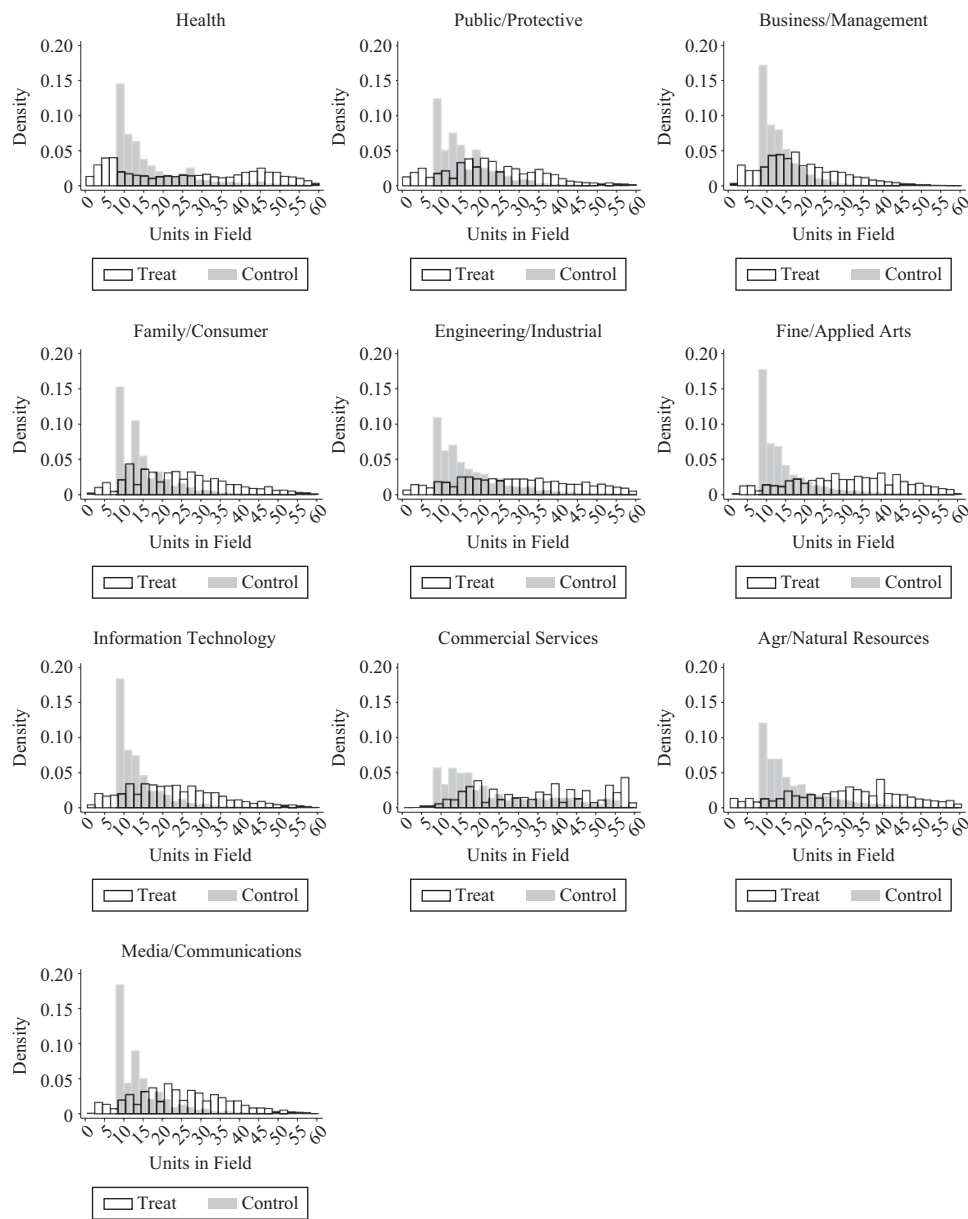 Health
Public/Protective
Business/Management
0.20
0.15
0.10
0.05
0
Density
0 5 10 15 20 25 30 35 40 45 50 55 60
Units in Field
Treat Control
0.20
0.15
0.10
0.05
0
Density
0 5 10 15 20 25 30 35 40 45 50 55 60
Units in Field
Treat Control
0.20
0.15
0.10
0.05
0
Density
0 5 10 15 20 25 30 35 40 45 50 55 60
Units in Field
Treat Control
Family/Consumer
Engineering/Industrial
Fine/Applied Arts
0.20
0.15
0.10
0.05
0
Density
0 5 10 15 20 25 30 35 40 45 50 55 60
Units in Field
Treat Control
0.20
0.15
0.10
0.05
0
Density
0 5 10 15 20 25 30 35 40 45 50 55 60
Units in Field
Treat Control
0.20
0.15
0.10
0.05
0
Density
0 5 10 15 20 25 30 35 40 45 50 55 60
Units in Field
Treat Control
Information Technology
Commercial Services
Agr/Natural Resources
0.20
0.15
0.10
0.05
0
Density
0 5 10 15 20 25 30 35 40 45 50 55 60
Units in Field
Treat Control
0.20
0.15
0.10
0.05
0
Density
0 5 10 15 20 25 30 35 40 45 50 55 60
Units in Field
Treat Control
0.20
0.15
0.10
0.05
0
Density
0 5 10 15 20 25 30 35 40 45 50 55 60
Units in Field
Treat Control
Media/Communications
0.20
0.15
0.10
0.05
0
Density
0 5 10 15 20 25 30 35 40 45 50 55 60
Units in Field
Treat Control